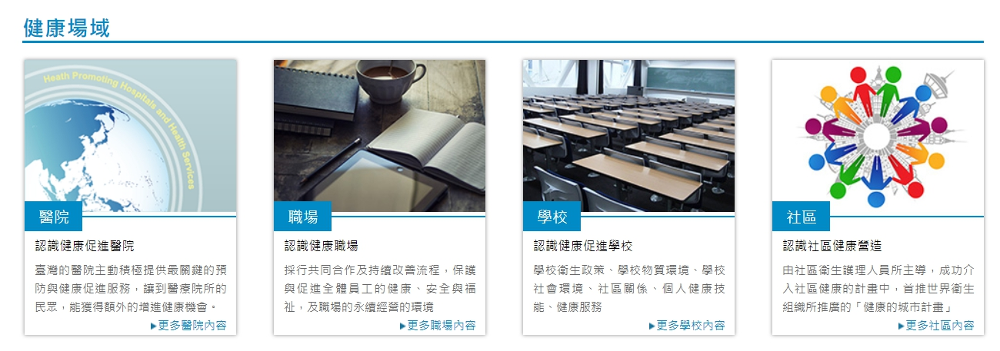 健康場域
Heath Promoting Hospitals and Health Services
醫院
認識健康促進醫院
臺灣的醫院主動積極提供最關鍵的預
防與健康促進服務，讓到醫療院所的
民眾，能獲得額外的增進健康機會。
▶更多醫院內容
職場
認識健康職場
採行共同合作及持續改善流程，保護
與促進全體員工的健康、安全與福
祉，及職場的永續經營的環境
▶更多職場內容
學校
認識健康促進學校
學校衛生政策、學校物質環境、學校
社會環境、社區關係、個人健康技
能、健康服務
▶更多學校內容
社區
認識社區健康營造
由社區衛生護理人員所主導，成功介
入社區健康的計畫中，首推世界衛生
組織所推廣的「健康的城市計畫」
▶更多社區內容